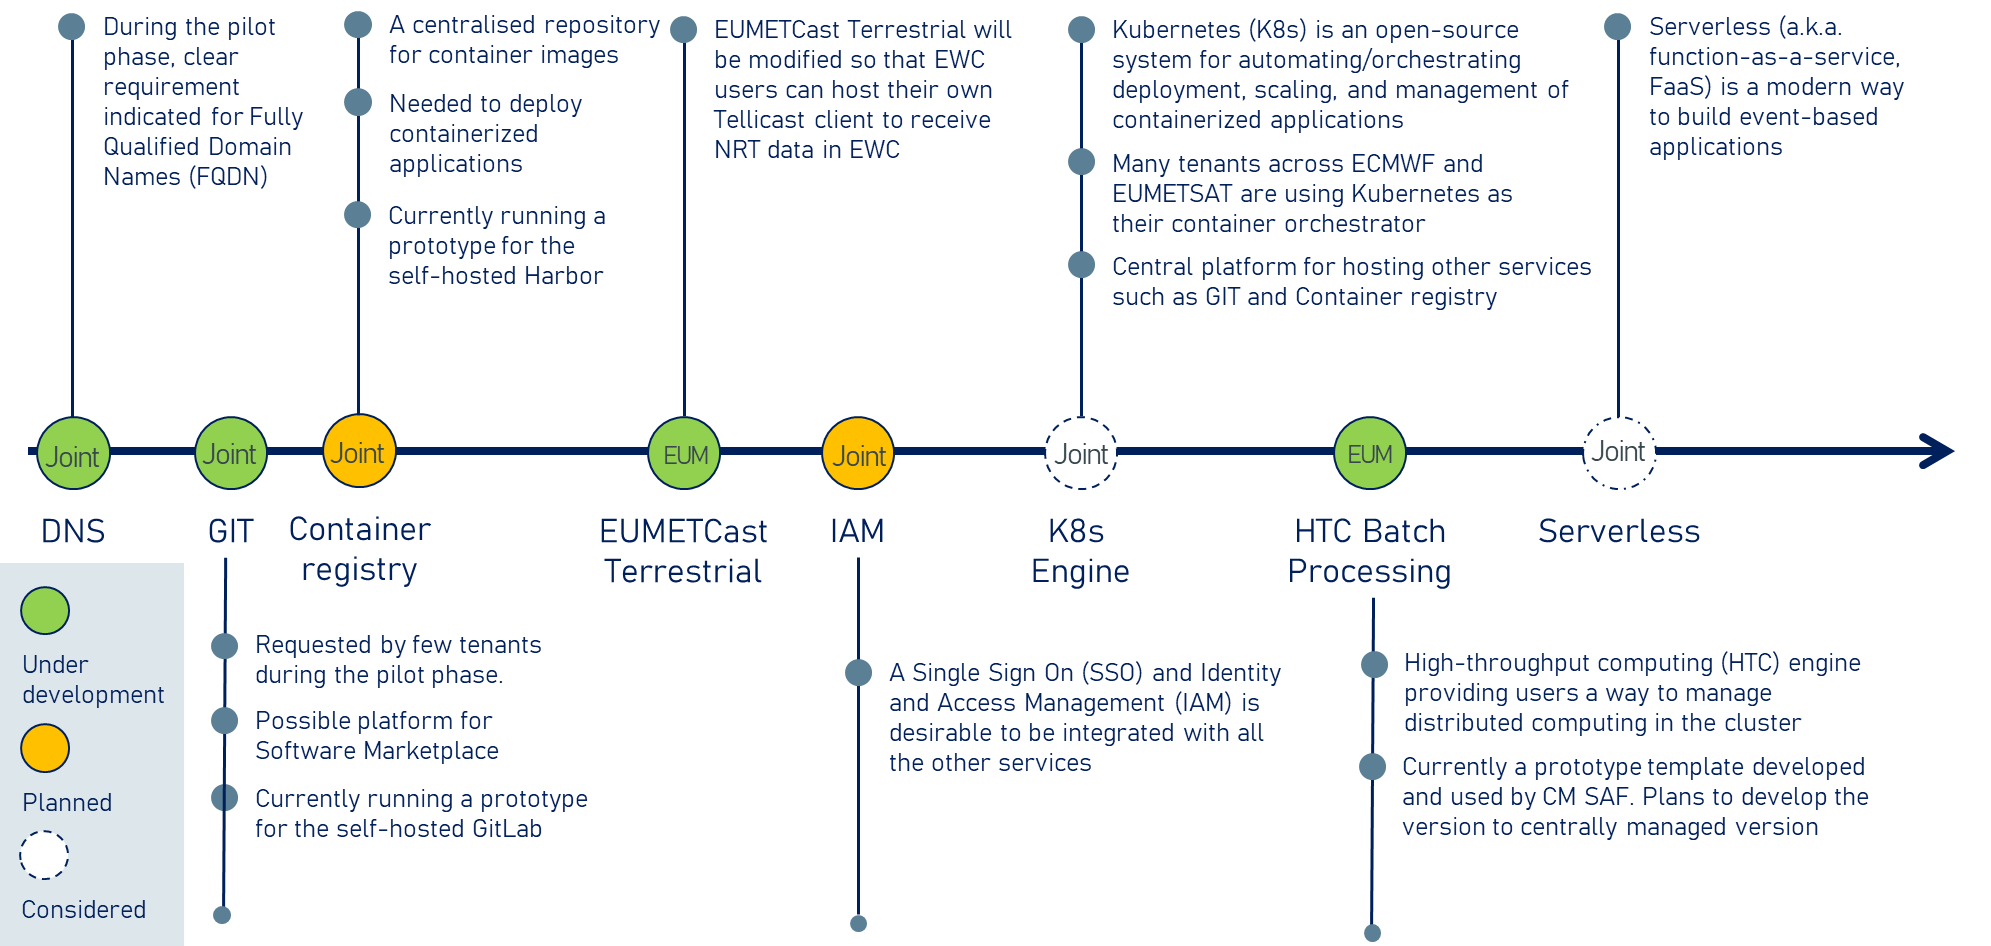 During the pilot
phase, clear
requirement
indicated for Fully
Qualified Domain
Names (FQDN)
A centralised repository
for container images
Needed to deploy
containerized
applications
Currently running a
prototype for the
self-hosted Harbor
EUMETCast Terrestrial will
be modified so that EWC
users can host their own
Tellicast client to receive
NRT data in EWC
Kubernetes (K8s) is an open-source
system for automating/orchestrating
deployment, scaling, and management of
containerized applications
Many tenants across ECMWF and
EUMETSAT are using Kubernetes as
their container orchestrator
Central platform for hosting other services
such as GIT and Container registry
Serverless (a.k.a.
function-as-a-service,
FaaS) is a modern way
to build event-based
applications
Joint
Joint
Joint
EUM
Joint
Joint
EUM
Joint
DNS
GIT
Container
registry
EUMETCast
Terrestrial
IAM
K8s
Engine
HTC Batch
Processing
Serverless
Under
development
Planned
Considered
Requested by few tenants
during the pilot phase.
Possible platform for
Software Marketplace
Currently running a prototype
for the self-hosted GitLab
A Single Sign On (SSO) and Identity
and Access Management (IAM) is
desirable to be integrated with all
the other services
High-throughput computing (HTC) engine
providing users a way to manage
distributed computing in the cluster
Currently a prototype template developed
and used by CM SAF. Plans to develop the
version to centrally managed version